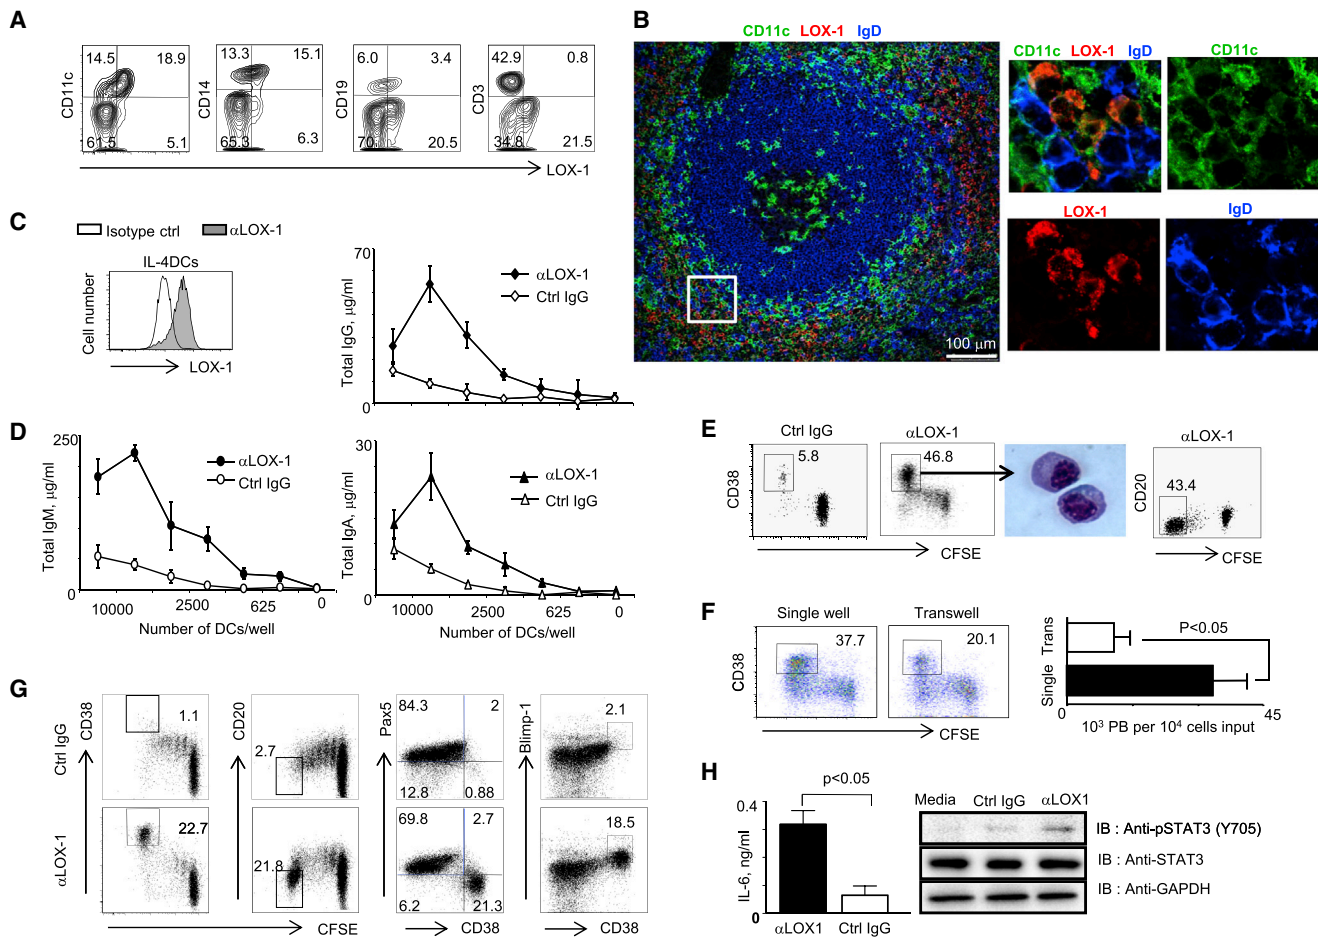 A
14.5 18.9
CD11c
61.5 5.1
13.3 15.1
CD14
65.3 6.3
6.0 3.4
CD19
70. 20.5
42.9 0.8
CD3
34.8 21.5
LOX-1
B
CD11c LOX-1 IgD
100 μm
CD11c LOX-1 IgD
CD11c
LOX-1
IgD
C
Isotype ctrl αLOX-1
IL-4DCs
Cell number
LOX-1
70
Total IgG, μg/ml
0
αLOX-1
Ctrl IgG
D
250
Total IgM, μg/ml
0
αLOX-1
Ctrl IgG
10000 2500 625 0
Number of DCs/well
30
Total IgA, μg/ml
0
αLOX-1
Ctrl IgG
10000 2500 625 0
Number of DCs/well
E
Ctrl IgG
5.8
CD38
αLOX-1
46.8
CFSE
αLOX-1
CD20
43.4
CFSE
F
Single well
37.7
Transwell
20.1
CD38
CFSE
Single Trans
P<0.05
0 45
10³ PB per 10⁴ cells input
G
Ctrl IgG
CD38
1.1
CD20
2.7
Pax5
84.3 2
12.8 0.88
Blimp-1
2.1
αLOX-1
22.7
21.8
69.8 2.7
6.2 21.3
18.5
CFSE
CD38
CD38
H
p<0.05
0.4
IL-6, ng/ml
0
αLOX1 Ctrl IgG
Media Ctrl IgG αLOX1
IB : Anti-pSTAT3 (Y705)
IB : Anti-STAT3
IB : Anti-GAPDH